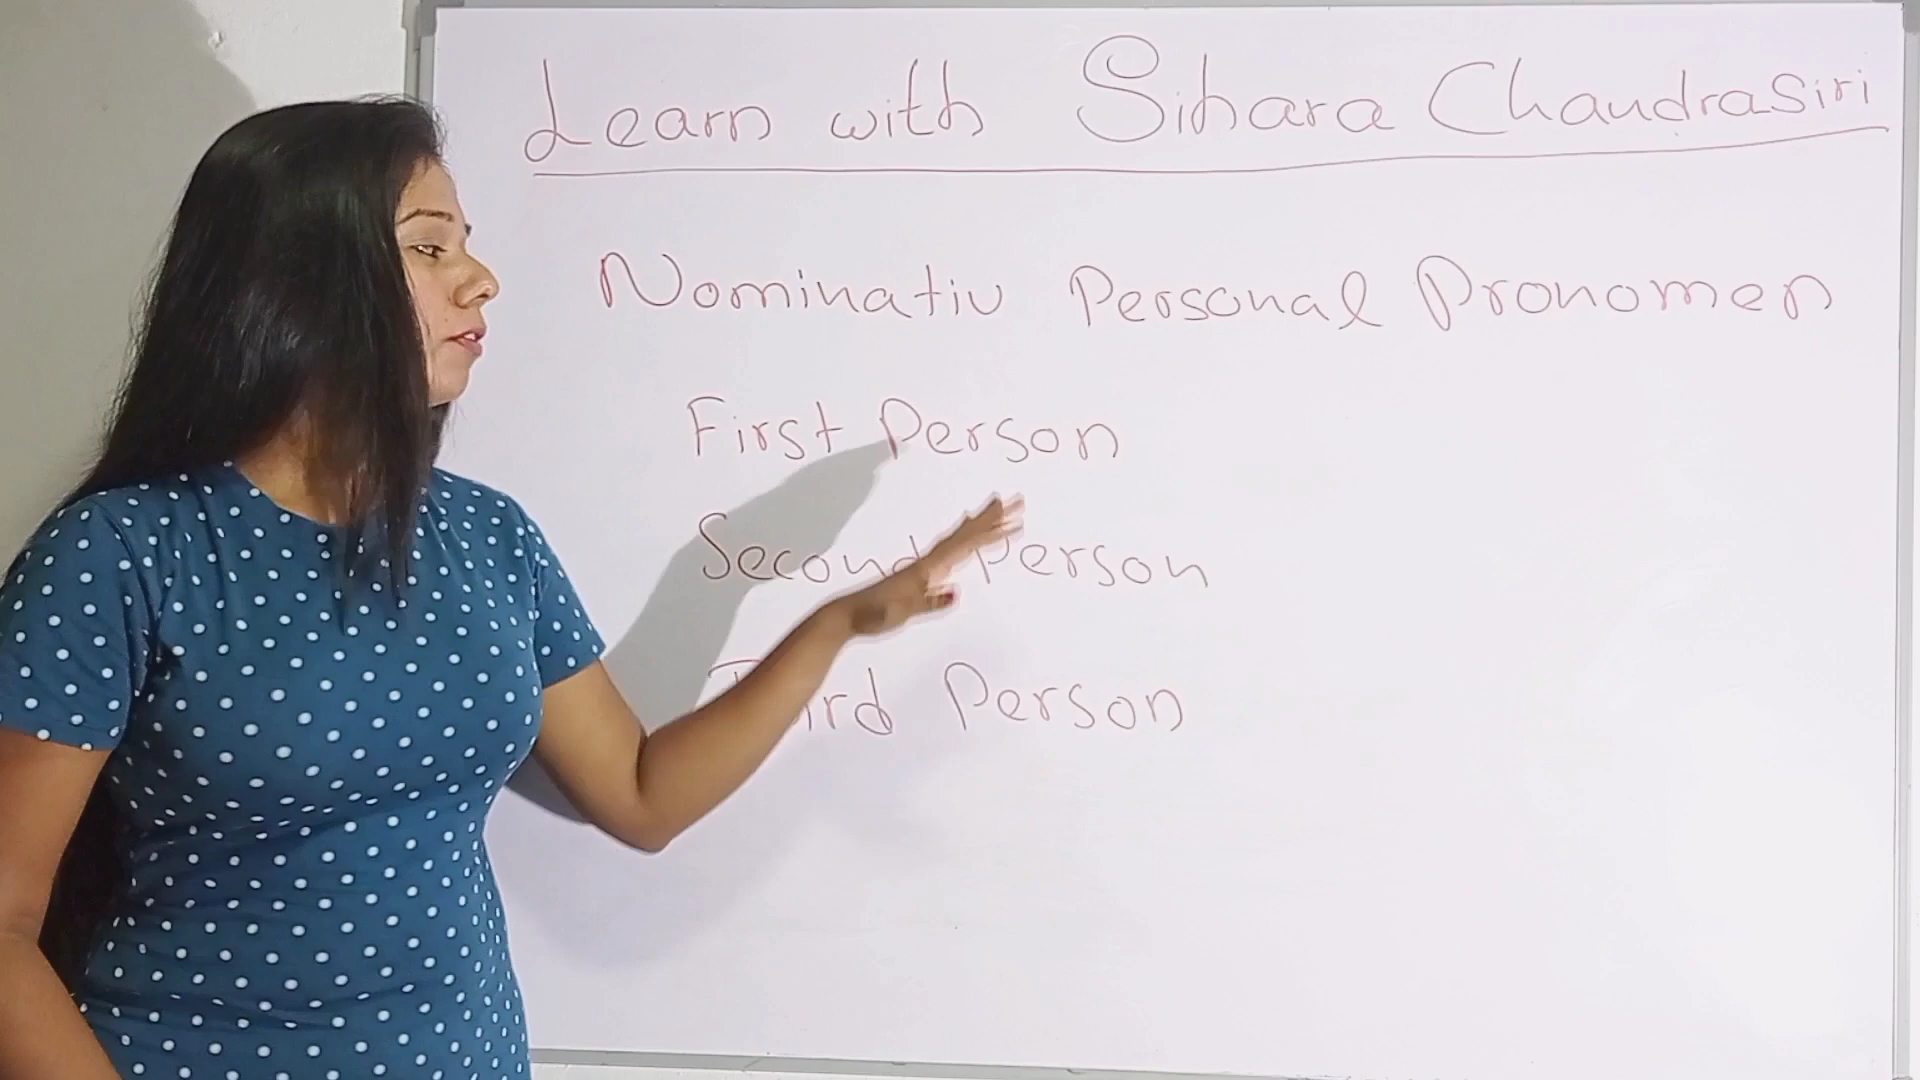 Learn with Sihara Chandrasiri
Nominativ Personal Pronomen
First Person
Second Person
Third Person